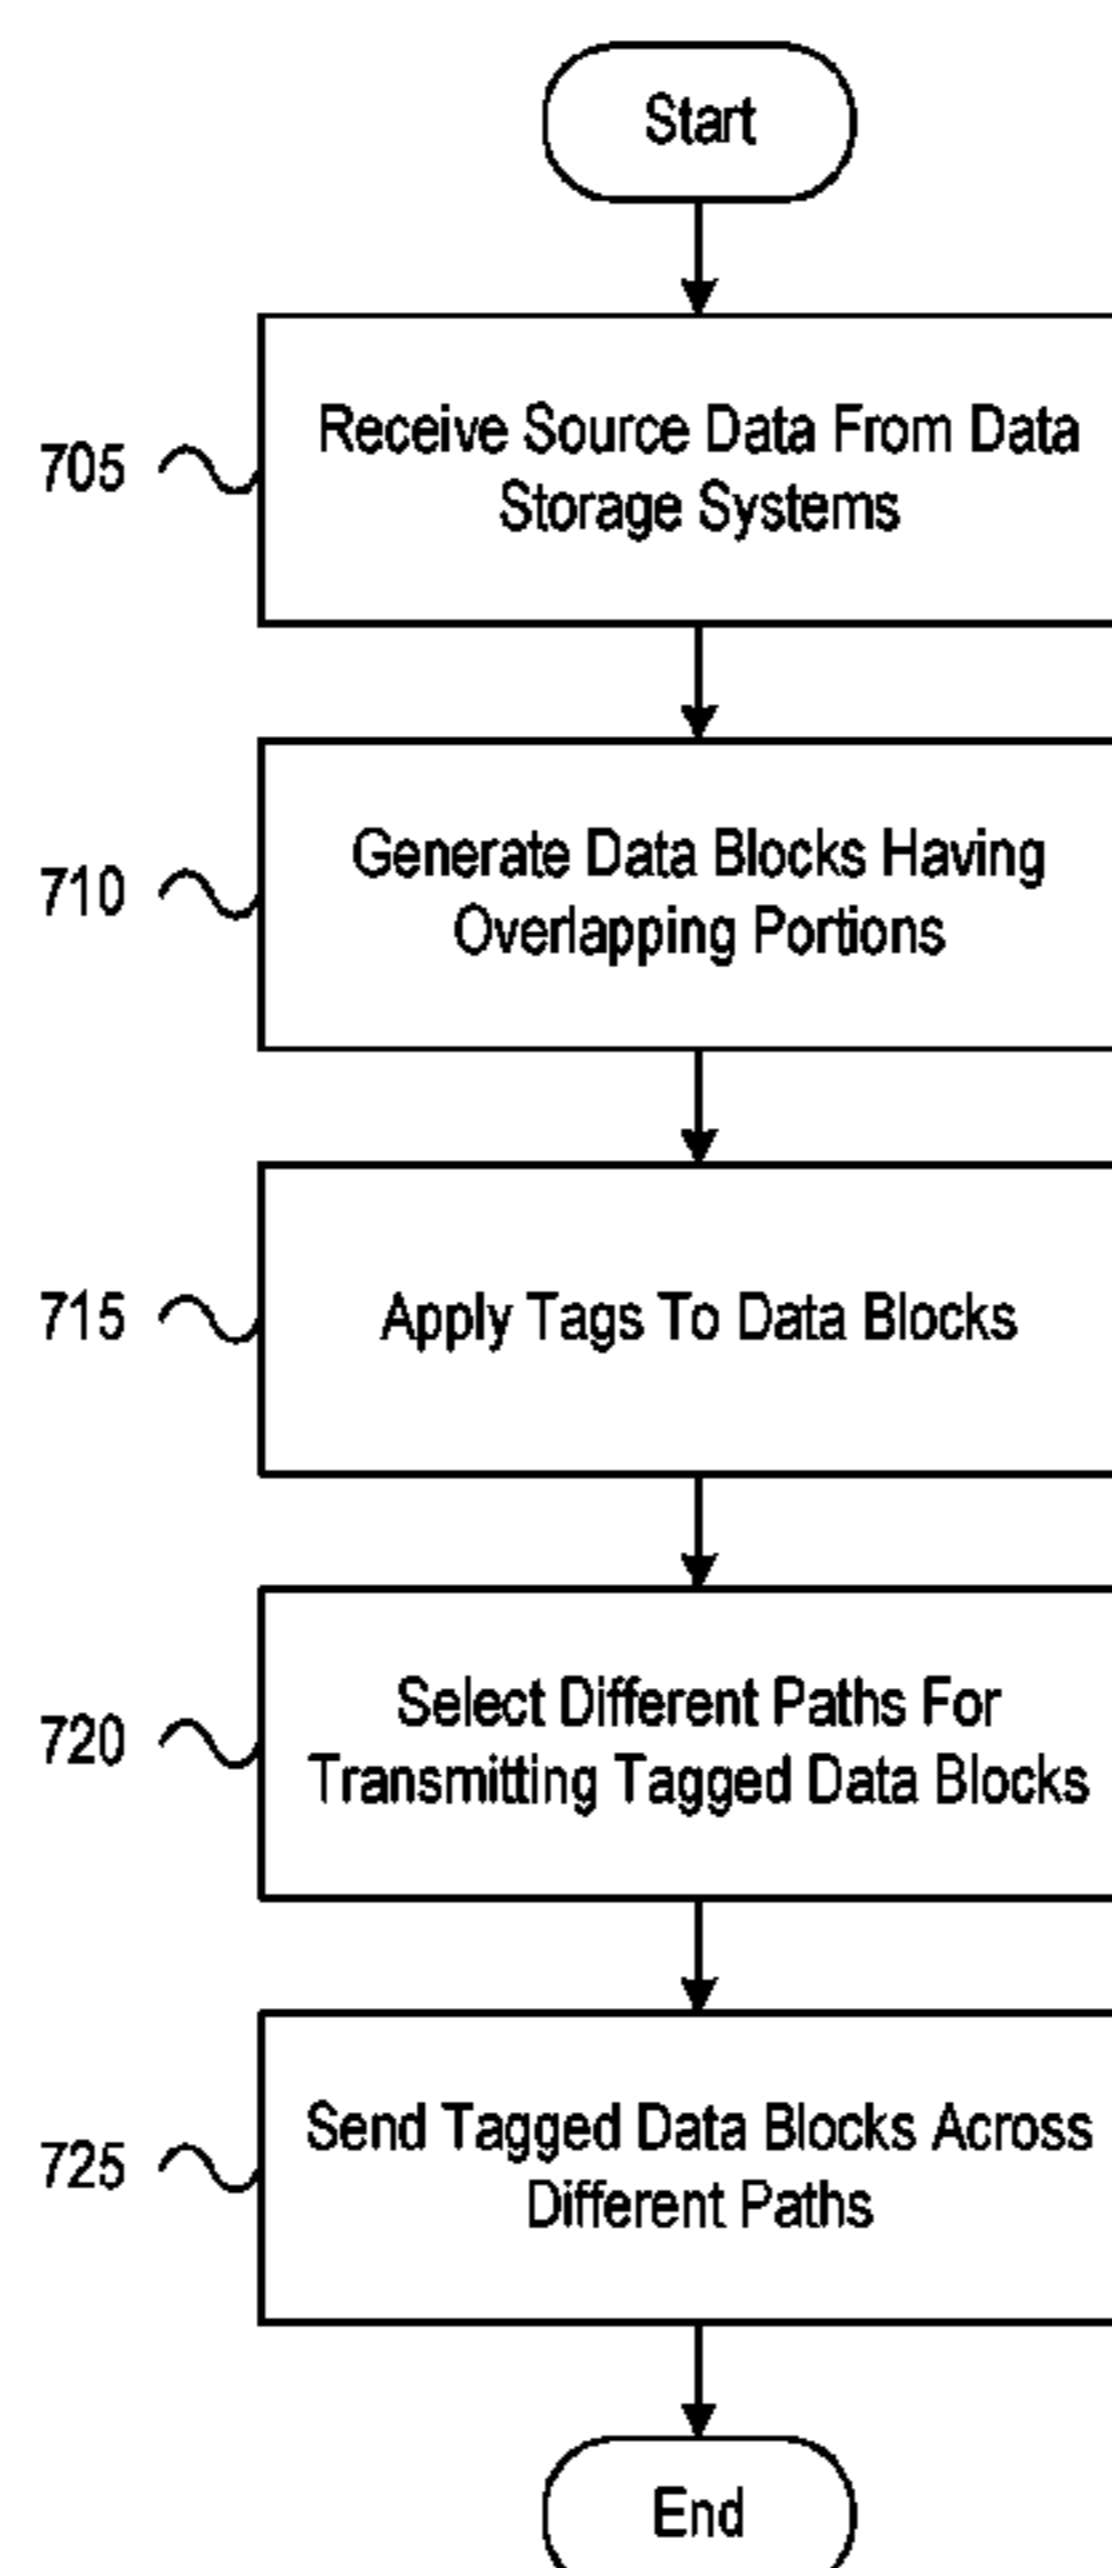 Start
705
Receive Source Data From Data
Storage Systems
710
Generate Data Blocks Having
Overlapping Portions
715
Apply Tags To Data Blocks
720
Select Different Paths For
Transmitting Tagged Data Blocks
725
Send Tagged Data Blocks Across
Different Paths
End